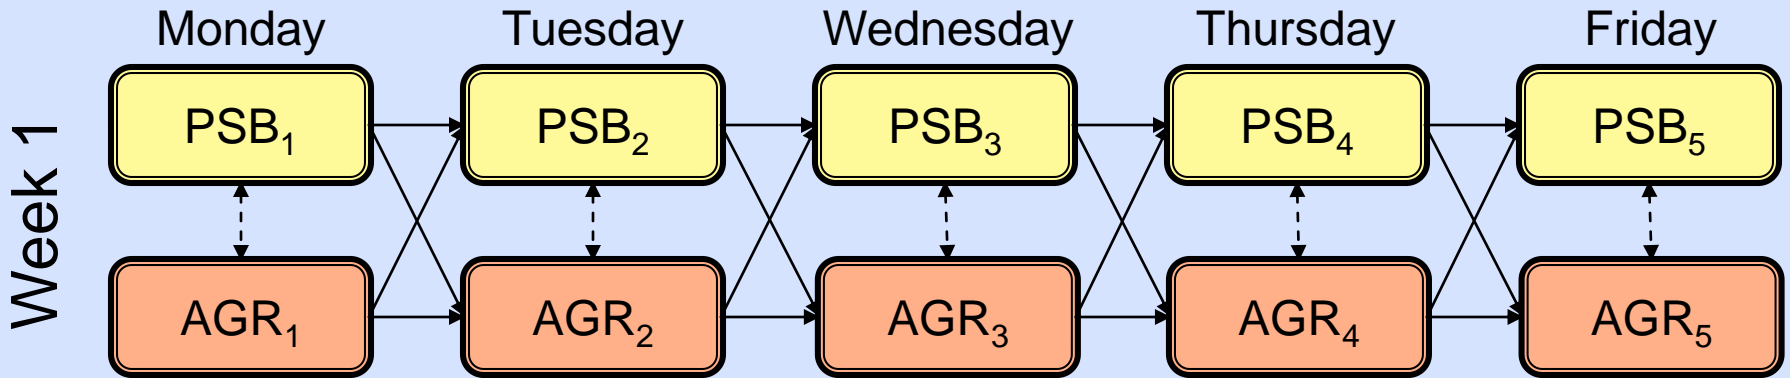 Monday Tuesday Wednesday Thursday Friday
Week 1
PSB₁ PSB₂ PSB₃ PSB₄ PSB₅
AGR₁ AGR₂ AGR₃ AGR₄ AGR₅